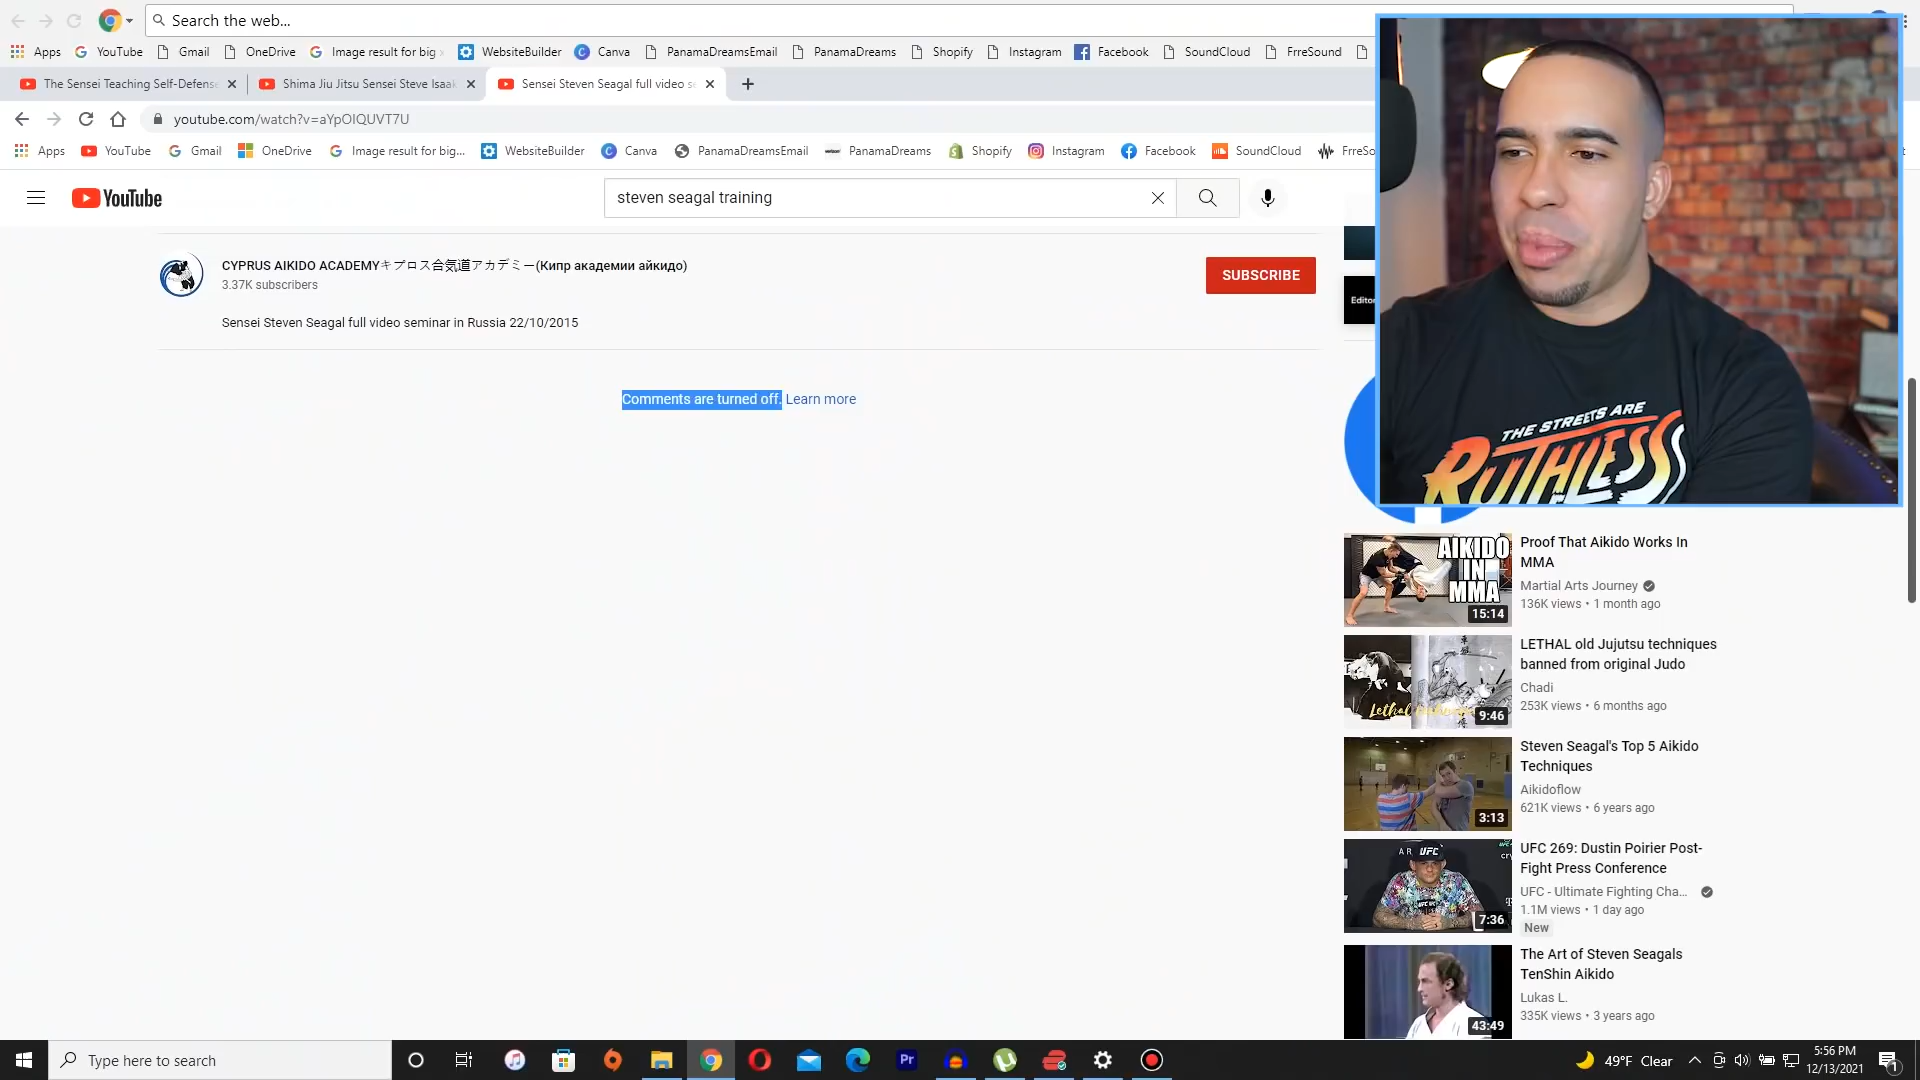 Search the web...
Apps YouTube Gmail OneDrive Image result for big WebsiteBuilder Canva PanamaDreamsEmail PanamaDreams Shopify Instagram Facebook SoundCloud FrreSound
The Sensei Teaching Self-Defense Shima Jiu Jitsu Sensei Steve Isaak Sensei Steven Seagal full video se
youtube.com/watch?v=aYpOIQUVT7U
Apps YouTube Gmail OneDrive Image result for big... WebsiteBuilder Canva PanamaDreamsEmail PanamaDreams Shopify Instagram Facebook SoundCloud FrreSo
YouTube
steven seagal training
CYPRUS AIKIDO ACADEMYキプロス合気道アカデミー(Кипр академии айкидо)
3.37K subscribers
SUBSCRIBE
Sensei Steven Seagal full video seminar in Russia 22/10/2015
Comments are turned off. Learn more
Editor
THE STREETS ARE
RUTHLESS
AIKIDO
IN
MMA
15:14
Proof That Aikido Works In
MMA
Martial Arts Journey
136K views • 1 month ago
Lethal
9:46
LETHAL old Jujutsu techniques
banned from original Judo
Chadi
253K views • 6 months ago
3:13
Steven Seagal's Top 5 Aikido
Techniques
Aikidoflow
621K views • 6 years ago
UFC
7:36
UFC 269: Dustin Poirier Post-
Fight Press Conference
UFC - Ultimate Fighting Cha...
1.1M views • 1 day ago
New
43:49
The Art of Steven Seagals
TenShin Aikido
Lukas L.
335K views • 3 years ago
Type here to search
Pr
49°F Clear
5:56 PM
12/13/2021
1